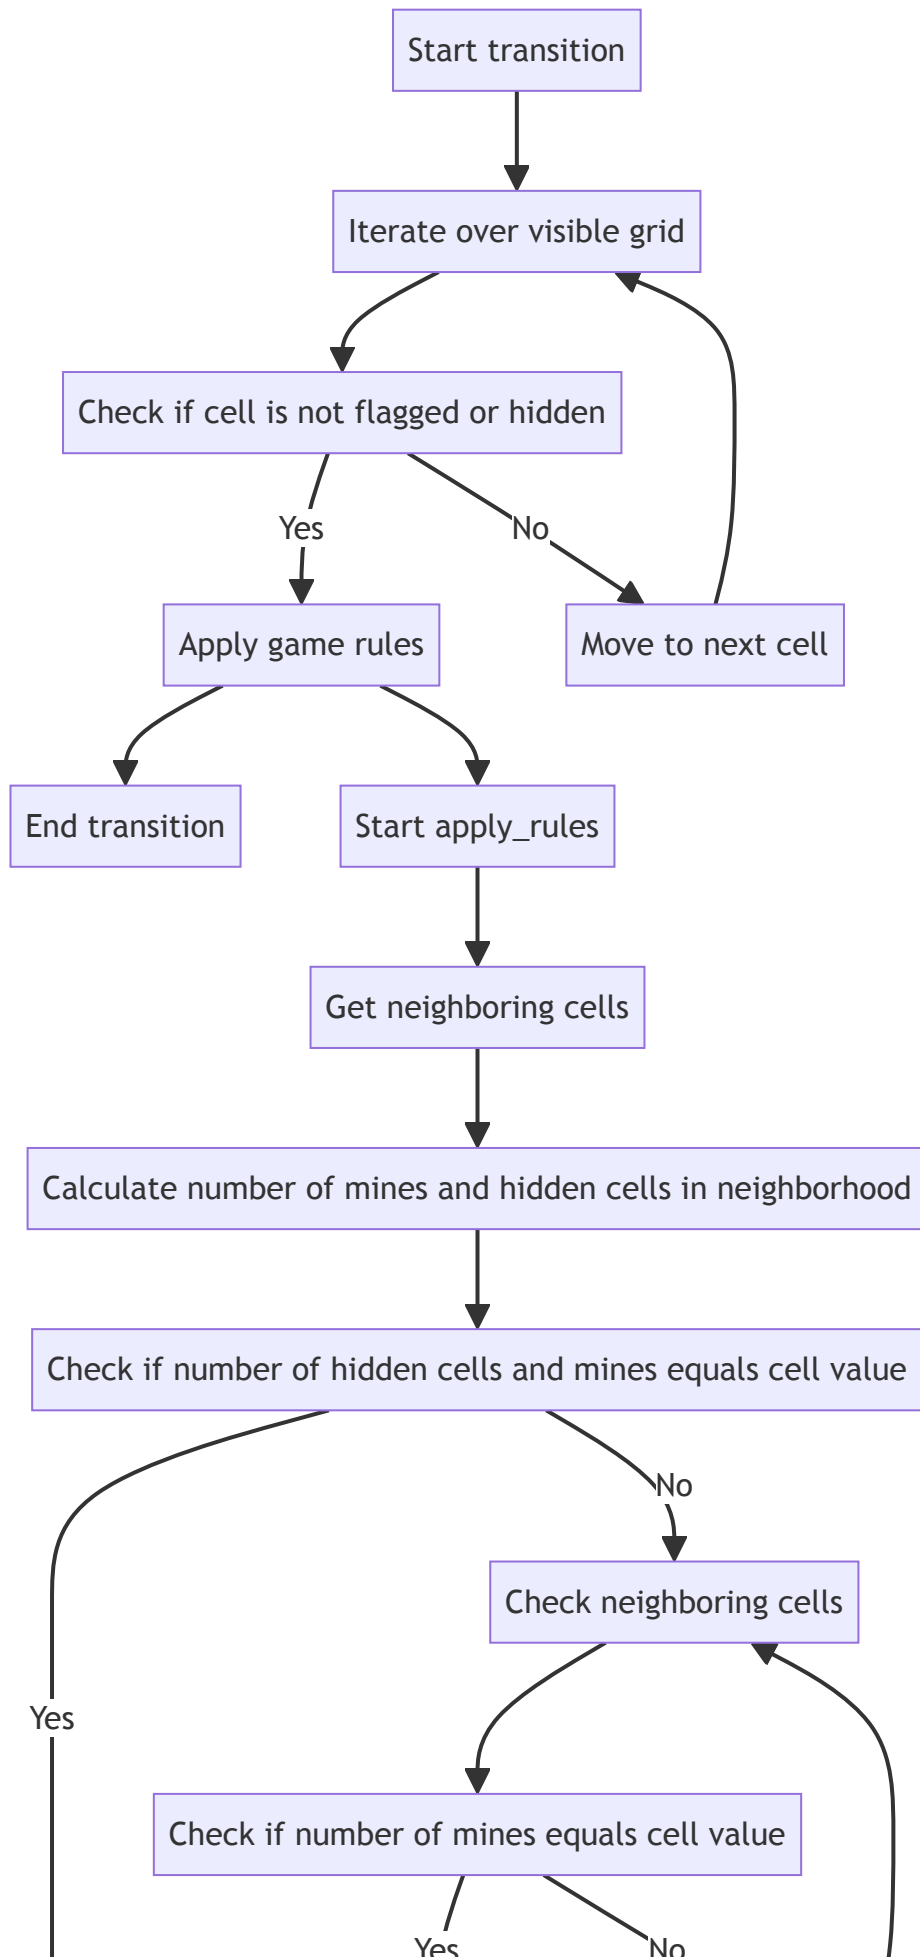 Start transition
Iterate over visible grid
Check if cell is not flagged or hidden
Yes
No
Apply game rules
Move to next cell
End transition
Start apply_rules
Get neighboring cells
Calculate number of mines and hidden cells in neighborhood
Check if number of hidden cells and mines equals cell value
No
Check neighboring cells
Yes
Check if number of mines equals cell value
Yes
No